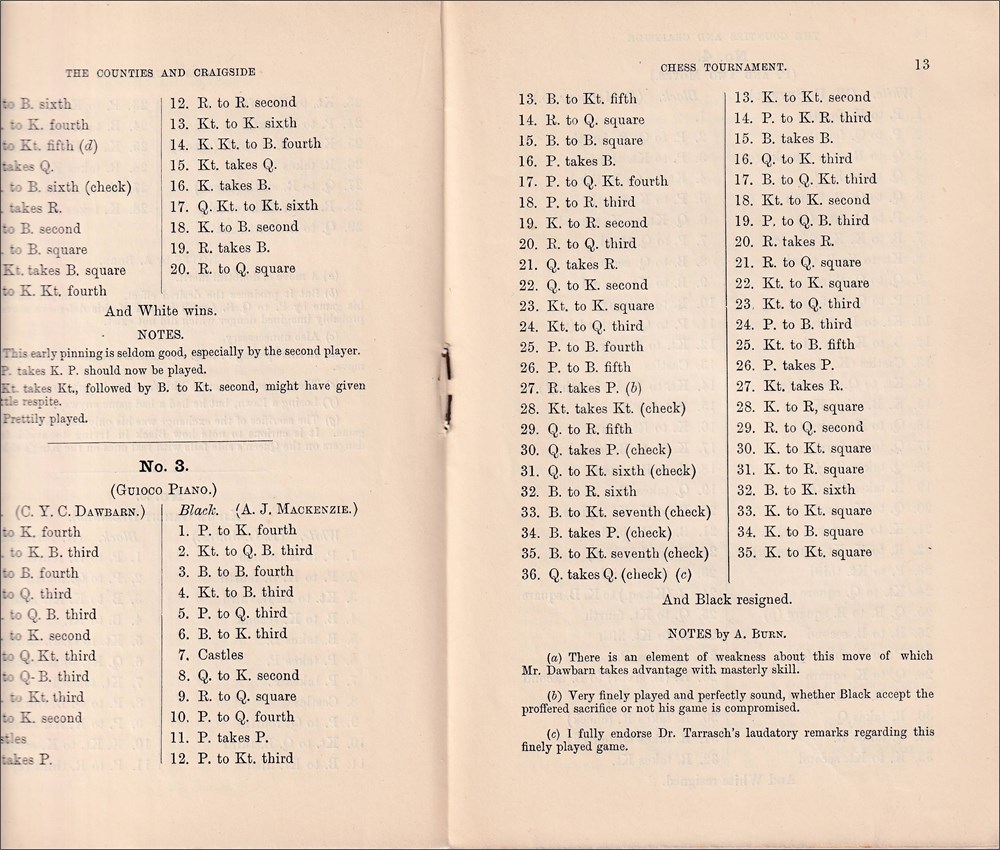 THE COUNTIES AND CRAIGSIDE
to B. sixth 12. R. to R. second
to K. fourth 13. Kt. to K. sixth
to Kt. fifth (d) 14. K. Kt. to B. fourth
takes Q. 15. Kt. takes Q.
to B. sixth (check) 16. K. takes B.
takes R. 17. Q. Kt. to Kt. sixth
to B. second 18. K. to B. second
to B. square 19. R. takes B.
Kt. takes B. square 20. R. to Q. square
to K. Kt. fourth
And White wins.
NOTES.
This early pinning is seldom good, especially by the second player.
P. takes K. P. should now be played.
Kt. takes Kt., followed by B. to Kt. second, might have given
respite.
Prettily played.
No. 3.
(GUIOCO PIANO.)
(C. Y. C. DAWBARN.) Black. (A. J. MACKENZIE.)
to K. fourth 1. P. to K. fourth
to K. B. third 2. Kt. to Q. B. third
to B. fourth 3. B. to B. fourth
to Q. third 4. Kt. to B. third
to Q. B. third 5. P. to Q. third
to K. second 6. B. to K. third
to Q. Kt. third 7. Castles
to Q. B. third 8. Q. to K. second
to Kt. third 9. R. to Q. square
to K. second 10. P. to Q. fourth
11. P. takes P.
takes P. 12. P. to Kt. third
CHESS TOURNAMENT. 13
13. B. to Kt. fifth 13. K. to Kt. second
14. R. to Q. square 14. P. to K. R. third
15. B. to B. square 15. B. takes B.
16. P. takes B. 16. Q. to K. third
17. P. to Q. Kt. fourth 17. B. to Q. Kt. third
18. P. to R. third 18. Kt. to K. second
19. K. to R. second 19. P. to Q. B. third
20. R. to Q. third 20. R. takes R.
21. Q. takes R. 21. R. to Q. square
22. Q. to K. second 22. Kt. to K. square
23. Kt. to K. square 23. Kt. to Q. third
24. Kt. to Q. third 24. P. to B. third
25. P. to B. fourth 25. Kt. to B. fifth
26. P. to B. fifth 26. P. takes P.
27. R. takes P. (b) 27. Kt. takes R.
28. Kt. takes Kt. (check) 28. K. to R, square
29. Q. to R. fifth 29. R. to Q. second
30. Q. takes P. (check) 30. K. to Kt. square
31. Q. to Kt. sixth (check) 31. K. to R. square
32. B. to R. sixth 32. B. to K. sixth
33. B. to Kt. seventh (check) 33. K. to Kt. square
34. B. takes P. (check) 34. K. to B. square
35. B. to Kt. seventh (check) 35. K. to Kt. square
36. Q. takes Q. (check) (c)
And Black resigned.
NOTES by A. BURN.
(a) There is an element of weakness about this move of which
Mr. Dawbarn takes advantage with masterly skill.
(b) Very finely played and perfectly sound, whether Black accept the
proffered sacrifice or not his game is compromised.
(c) I fully endorse Dr. Tarrasch's laudatory remarks regarding this
finely played game.